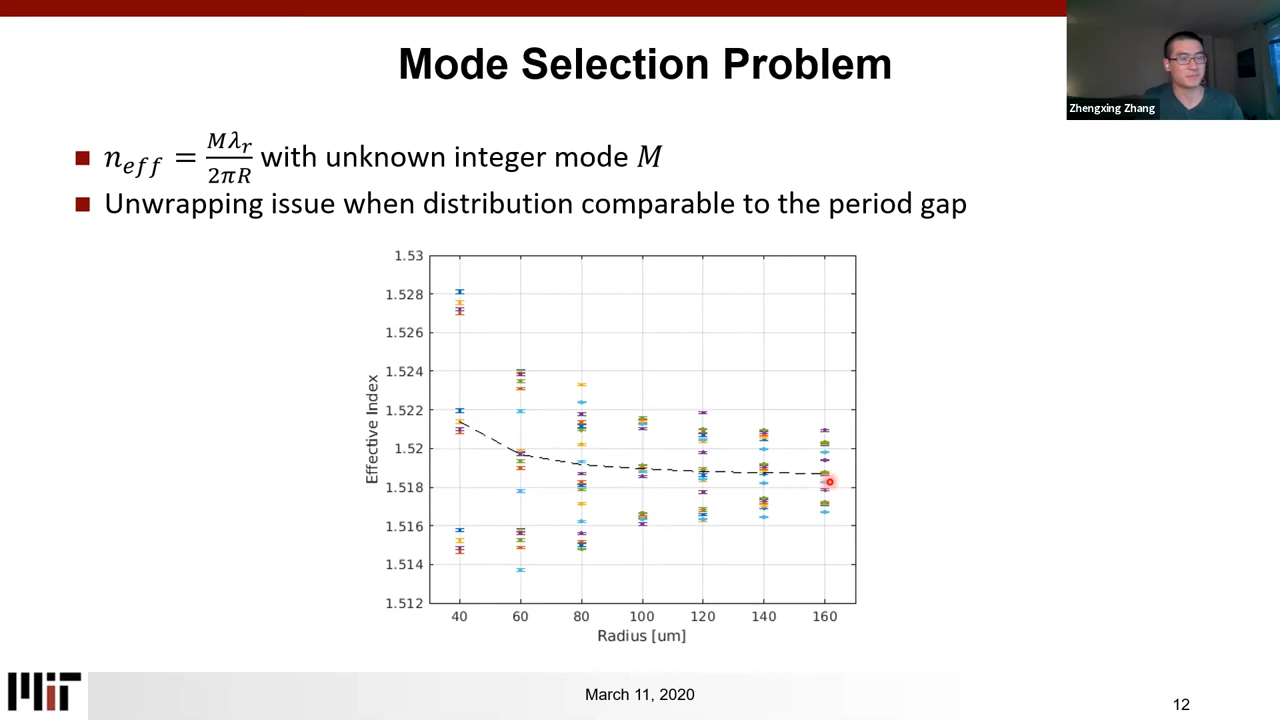 Mode Selection Problem
Zhengxing Zhang
■ n_eff = Mλ_r / 2πR with unknown integer mode M
■ Unwrapping issue when distribution comparable to the period gap
1.53
1.528
1.526
1.524
1.522
1.52
1.518
1.516
1.514
1.512
Effective Index
40 60 80 100 120 140 160
Radius [um]
MIT
March 11, 2020
12